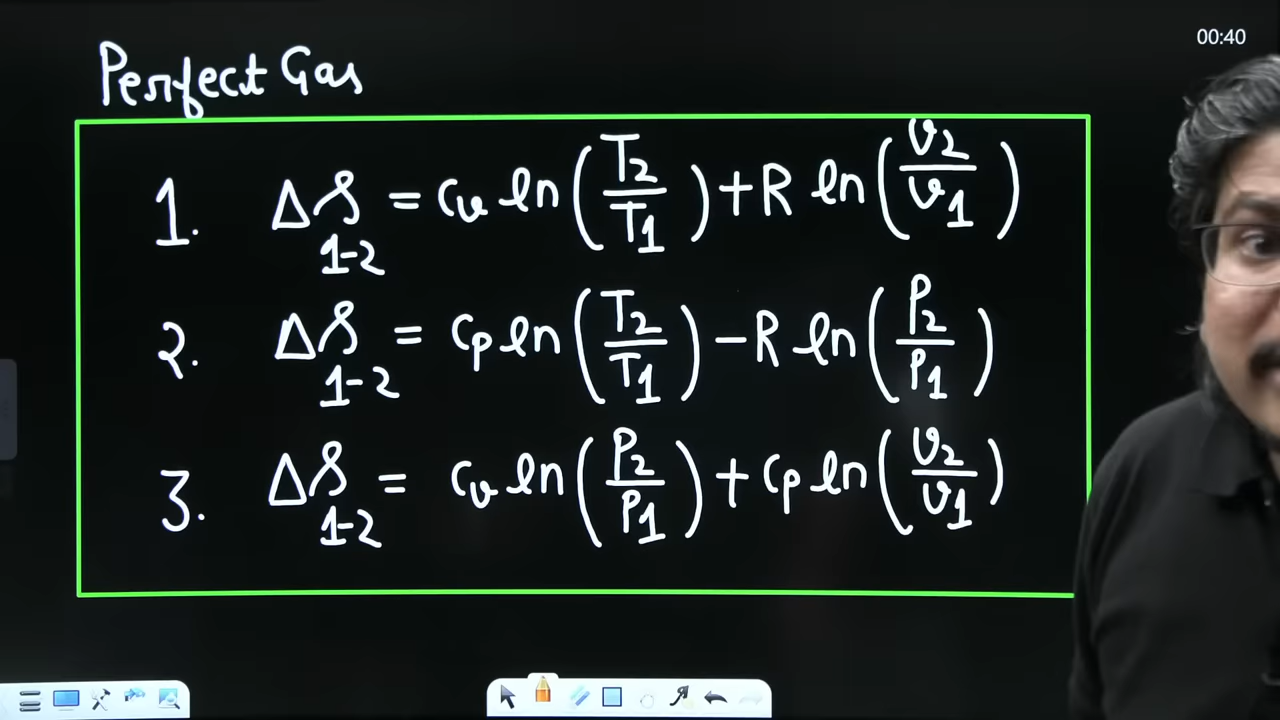 00:40
Perfect Gas
1. Δs₁₋₂ = cᵥ ln(T₂/T₁) + R ln(v₂/v₁)
2. Δs₁₋₂ = cₚ ln(T₂/T₁) − R ln(P₂/P₁)
3. Δs₁₋₂ = cᵥ ln(P₂/P₁) + cₚ ln(v₂/v₁)